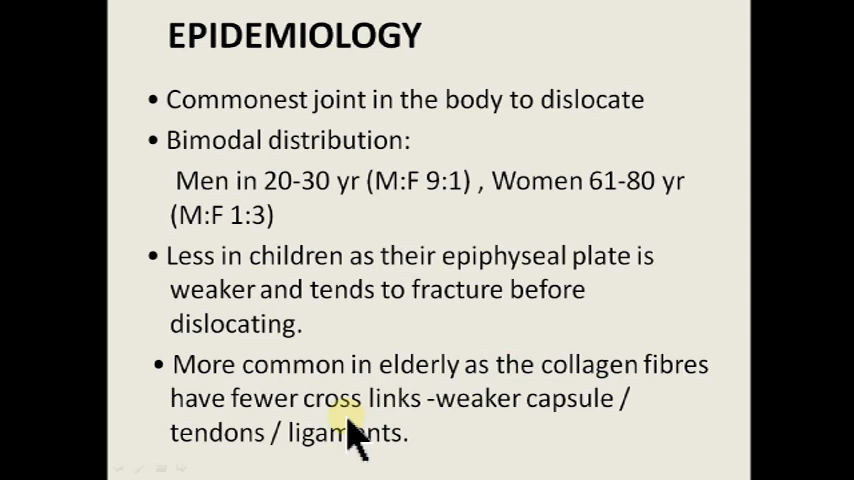 EPIDEMIOLOGY
• Commonest joint in the body to dislocate
• Bimodal distribution:
Men in 20-30 yr (M:F 9:1) , Women 61-80 yr
(M:F 1:3)
• Less in children as their epiphyseal plate is
weaker and tends to fracture before
dislocating.
• More common in elderly as the collagen fibres
have fewer cross links -weaker capsule /
tendons / ligaments.